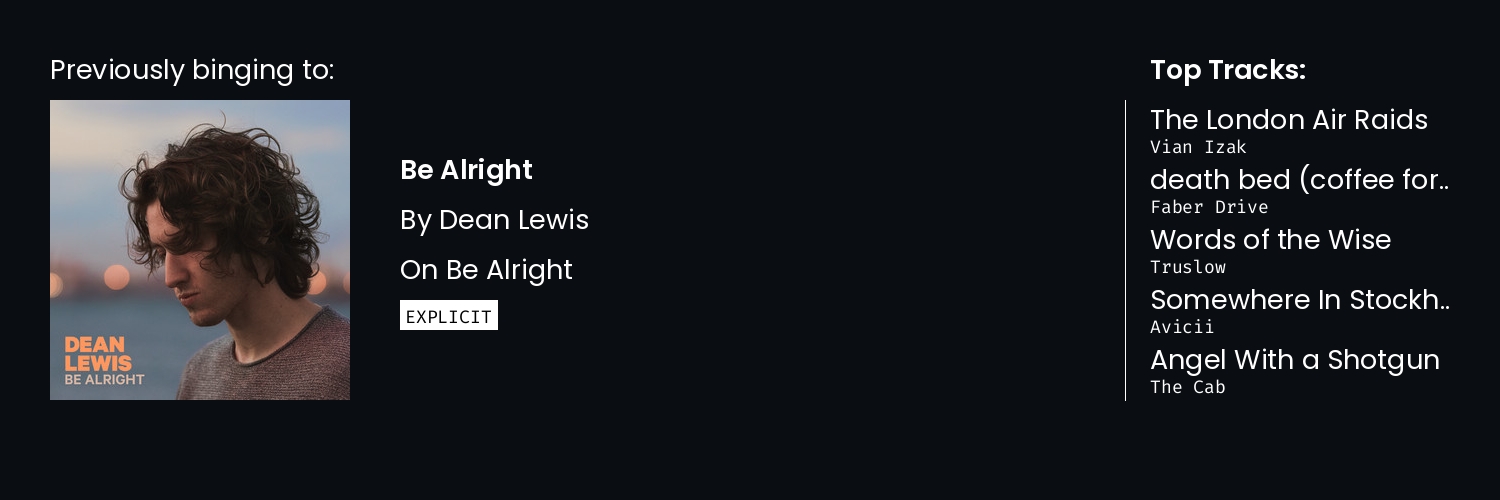 Previously binging to:
DEAN
LEWIS
BE ALRIGHT
Be Alright
By Dean Lewis
On Be Alright
EXPLICIT
Top Tracks:
The London Air Raids
Vian Izak
death bed (coffee for..
Faber Drive
Words of the Wise
Truslow
Somewhere In Stockh..
Avicii
Angel With a Shotgun
The Cab